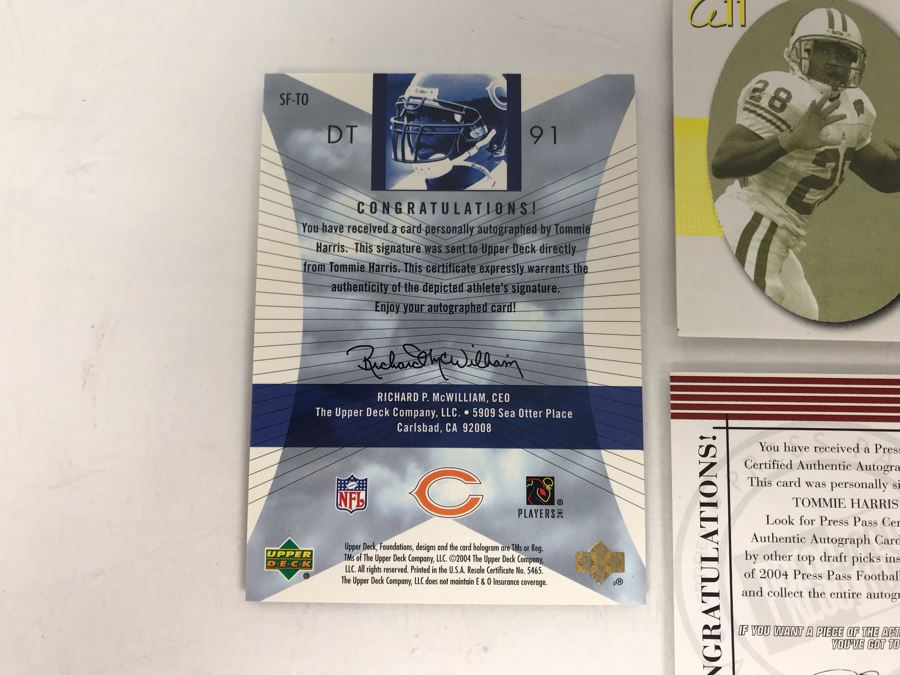 SF-TO
DT 91
CONGRATULATIONS!
You have received a card personally autographed by Tommie
Harris. This signature was sent to Upper Deck directly
from Tommie Harris. This certificate expressly warrants the
authenticity of the depicted athlete's signature.
Enjoy your autographed card!
Richard McWilliam
RICHARD P. McWILLIAM, CEO
The Upper Deck Company, LLC. • 5909 Sea Otter Place
Carlsbad, CA 92008
NFL
C
PLAYERS INC
UPPER
DECK
Upper Deck, Foundations, designs and the card hologram are TMs or Reg.
TMs of The Upper Deck Company, LLC. ©2004 The Upper Deck Company,
LLC. All rights reserved. Printed in the U.S.A. Resale Certificate No. 5465.
The Upper Deck Company, LLC does not maintain E & O Insurance coverage.
28
28
CONGRATULATIONS!
You have received a Press
Certified Authentic Autogra
This card was personally si
TOMMIE HARRIS
Look for Press Pass Cer
Authentic Autograph Card
by other top draft picks ins
of 2004 Press Pass Football
and collect the entire autogr
IF YOU WANT A PIECE OF THE ACT
YOU'VE GOT TO